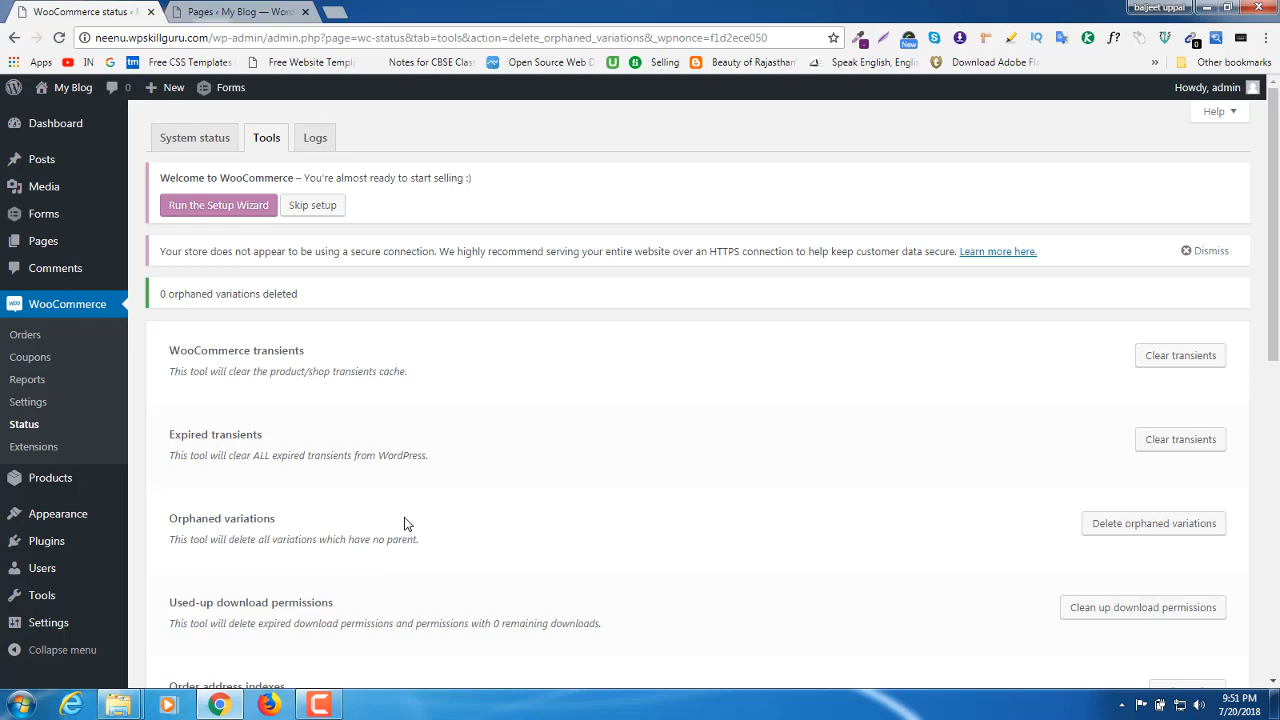 WooCommerce status ‹
Pages ‹ My Blog — Word
baljeet uppal
neenu.wpskillguru.com/wp-admin/admin.php?page=wc-status&tab=tools&action=delete_orphaned_variations&_wpnonce=f1d2ece050
New
0
Apps
IN
Free CSS Templates
tm
Free Website Templ
Notes for CBSE Clas
Open Source Web D
Selling
Beauty of Rajasthan
Speak English, Engli
Download Adobe Fla
»
Other bookmarks
My Blog
0
New
Forms
Howdy, admin
Help
Dashboard
Posts
Media
Forms
Pages
Comments
WooCommerce
Orders
Coupons
Reports
Settings
Status
Extensions
Products
Appearance
Plugins
Users
Tools
Settings
Collapse menu
System status
Tools
Logs
Welcome to WooCommerce – You're almost ready to start selling :)
Run the Setup Wizard
Skip setup
Your store does not appear to be using a secure connection. We highly recommend serving your entire website over an HTTPS connection to help keep customer data secure. Learn more here.
Dismiss
0 orphaned variations deleted
WooCommerce transients
This tool will clear the product/shop transients cache.
Clear transients
Expired transients
This tool will clear ALL expired transients from WordPress.
Clear transients
Orphaned variations
This tool will delete all variations which have no parent.
Delete orphaned variations
Used-up download permissions
This tool will delete expired download permissions and permissions with 0 remaining downloads.
Clean up download permissions
Order address indexes
9:51 PM
7/20/2018